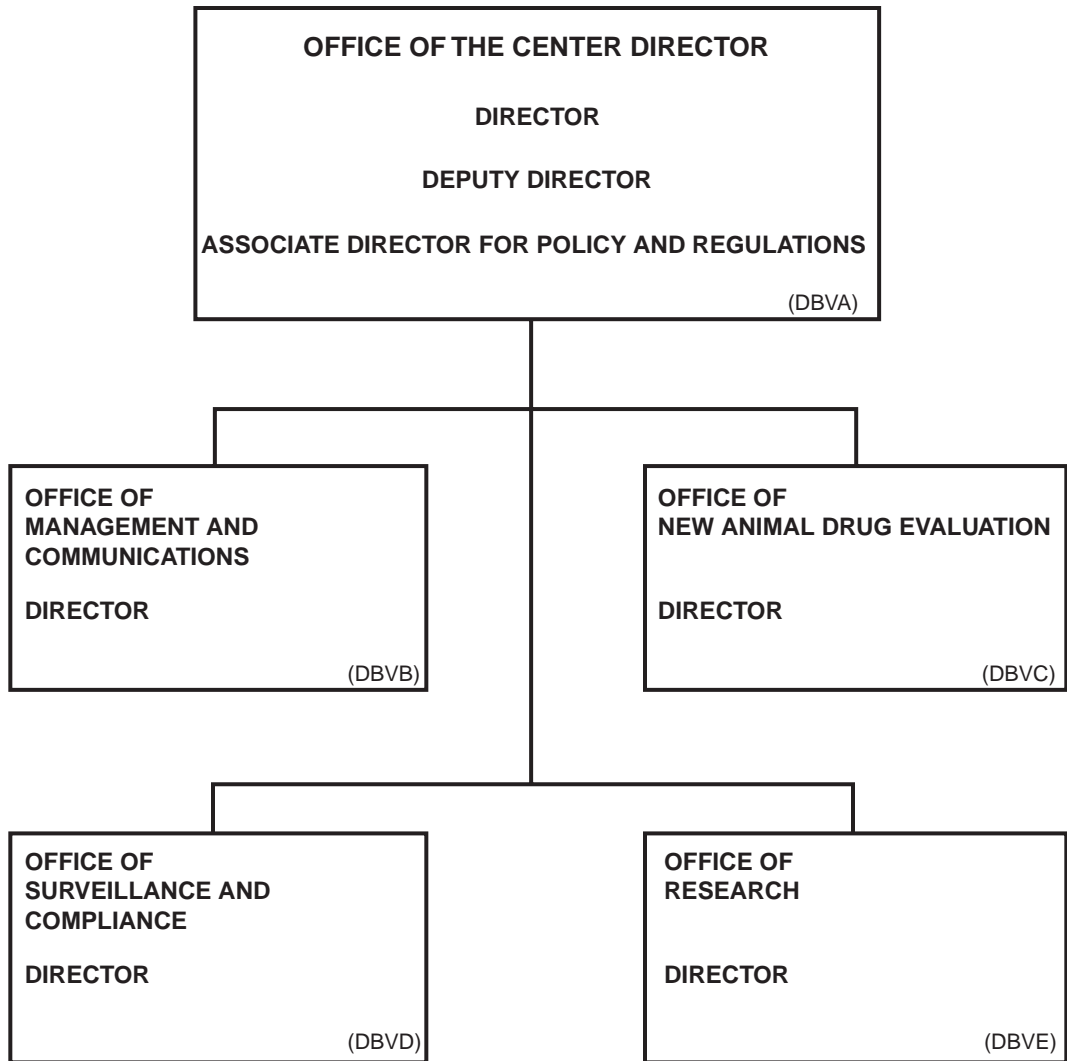 OFFICE OF THE CENTER DIRECTOR
DIRECTOR
DEPUTY DIRECTOR
ASSOCIATE DIRECTOR FOR POLICY AND REGULATIONS
(DBVA)
OFFICE OF
MANAGEMENT AND
COMMUNICATIONS
DIRECTOR
(DBVB)
OFFICE OF
NEW ANIMAL DRUG EVALUATION
DIRECTOR
(DBVC)
OFFICE OF
SURVEILLANCE AND
COMPLIANCE
DIRECTOR
(DBVD)
OFFICE OF
RESEARCH
DIRECTOR
(DBVE)